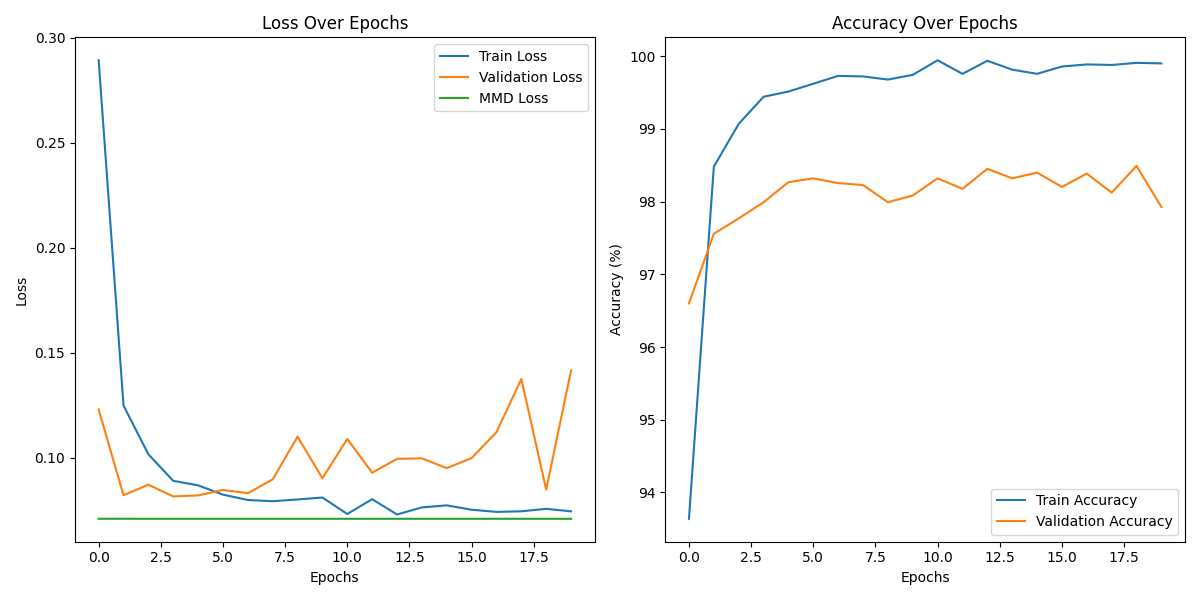 Loss Over Epochs
0.30
0.25
0.20
0.15
0.10
Loss
Train Loss
Validation Loss
MMD Loss
0.0 2.5 5.0 7.5 10.0 12.5 15.0 17.5
Epochs
Accuracy Over Epochs
100
99
98
97
96
95
94
Accuracy (%)
Train Accuracy
Validation Accuracy
0.0 2.5 5.0 7.5 10.0 12.5 15.0 17.5
Epochs